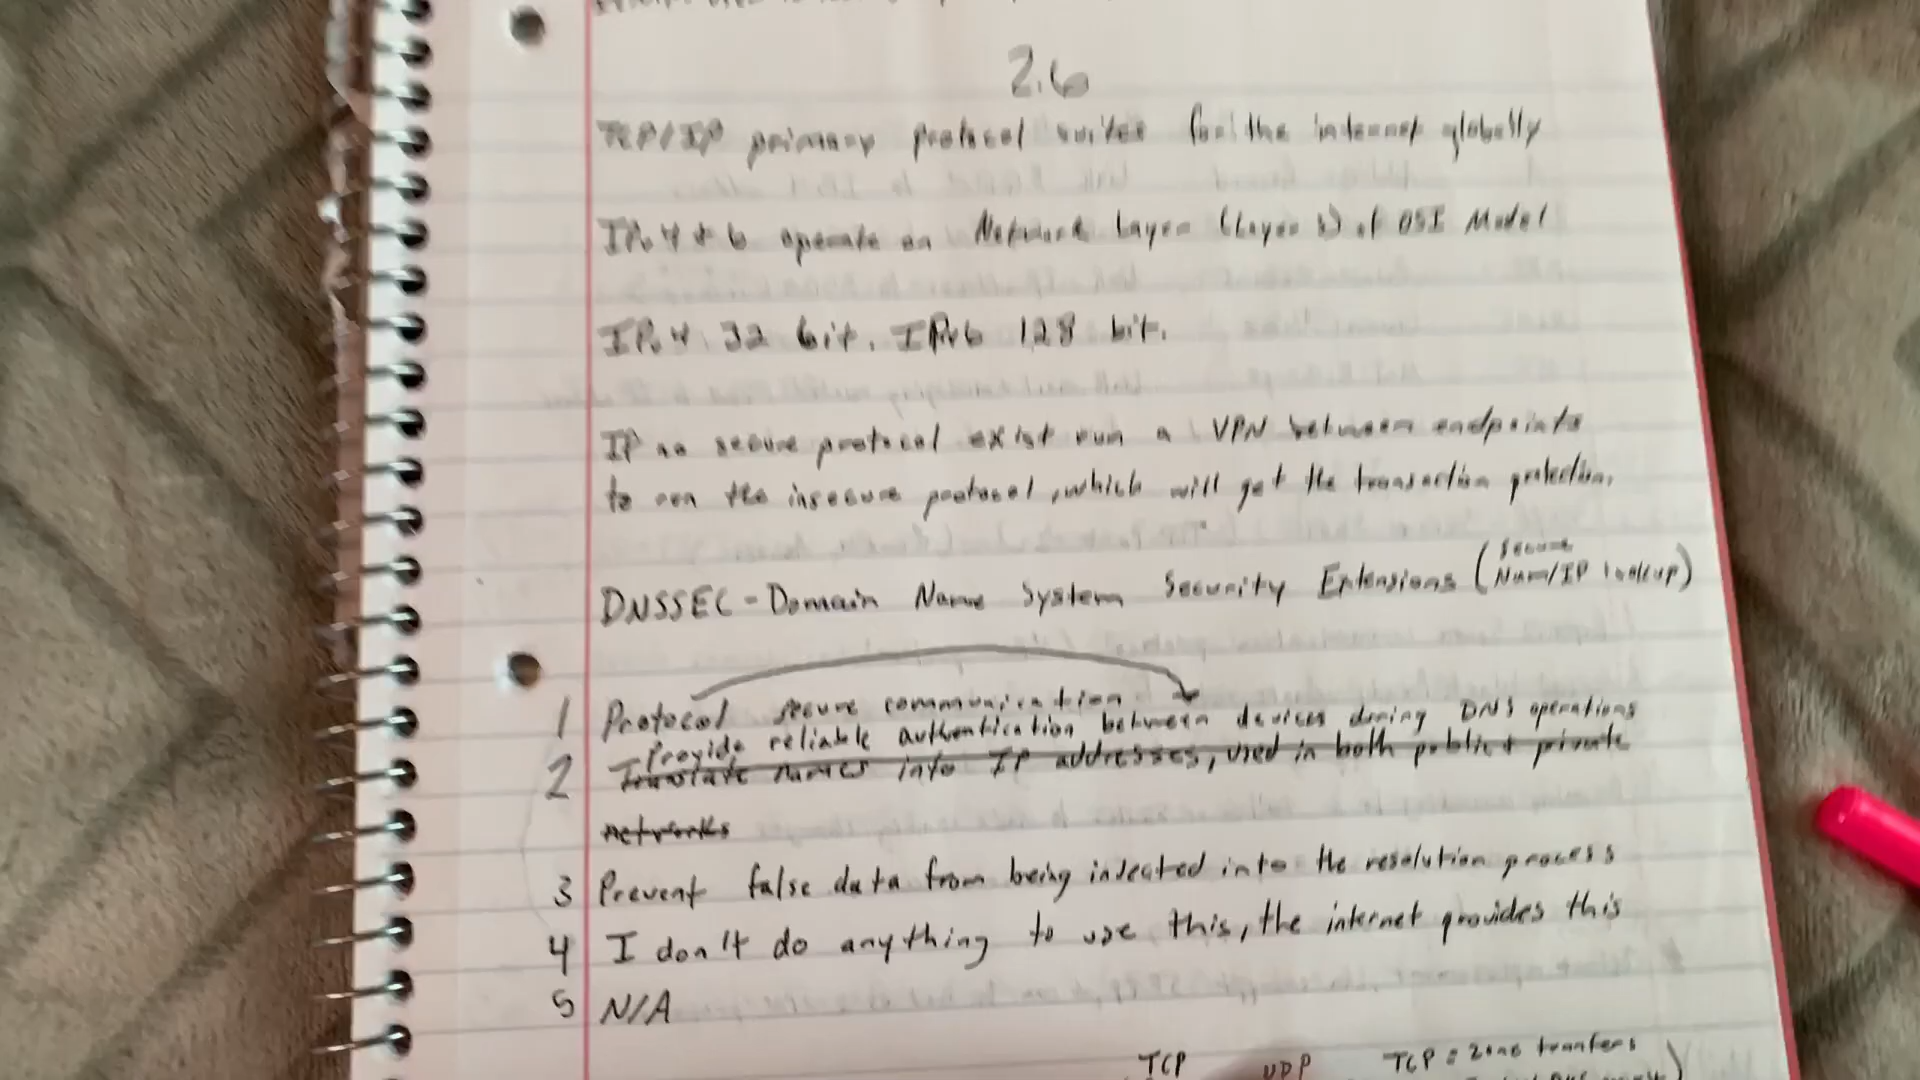 2.6
TCP/IP primary protocol suites for the internet globally
IPv4 + 6 operate on Network Layer (Layer 3) of OSI Model
IPv4 32 bit. IPv6 128 bit.
IF no secure protocol exist run a VPN between endpoints
to run the insecure protocol, which will get the transaction protection.
DNSSEC - Domain Name System Security Extensions (Secure Nam/IP lookup)
1 Protocol secure communication
Provide reliable authentication between devices during DNS operations
2 Translate names into IP addresses, used in both public + private
networks
3 Prevent false data from being indected into the resolution process
4 I don't do anything to use this, the internet provides this
5 N/A
TCP UDP TCP = zone tranfers